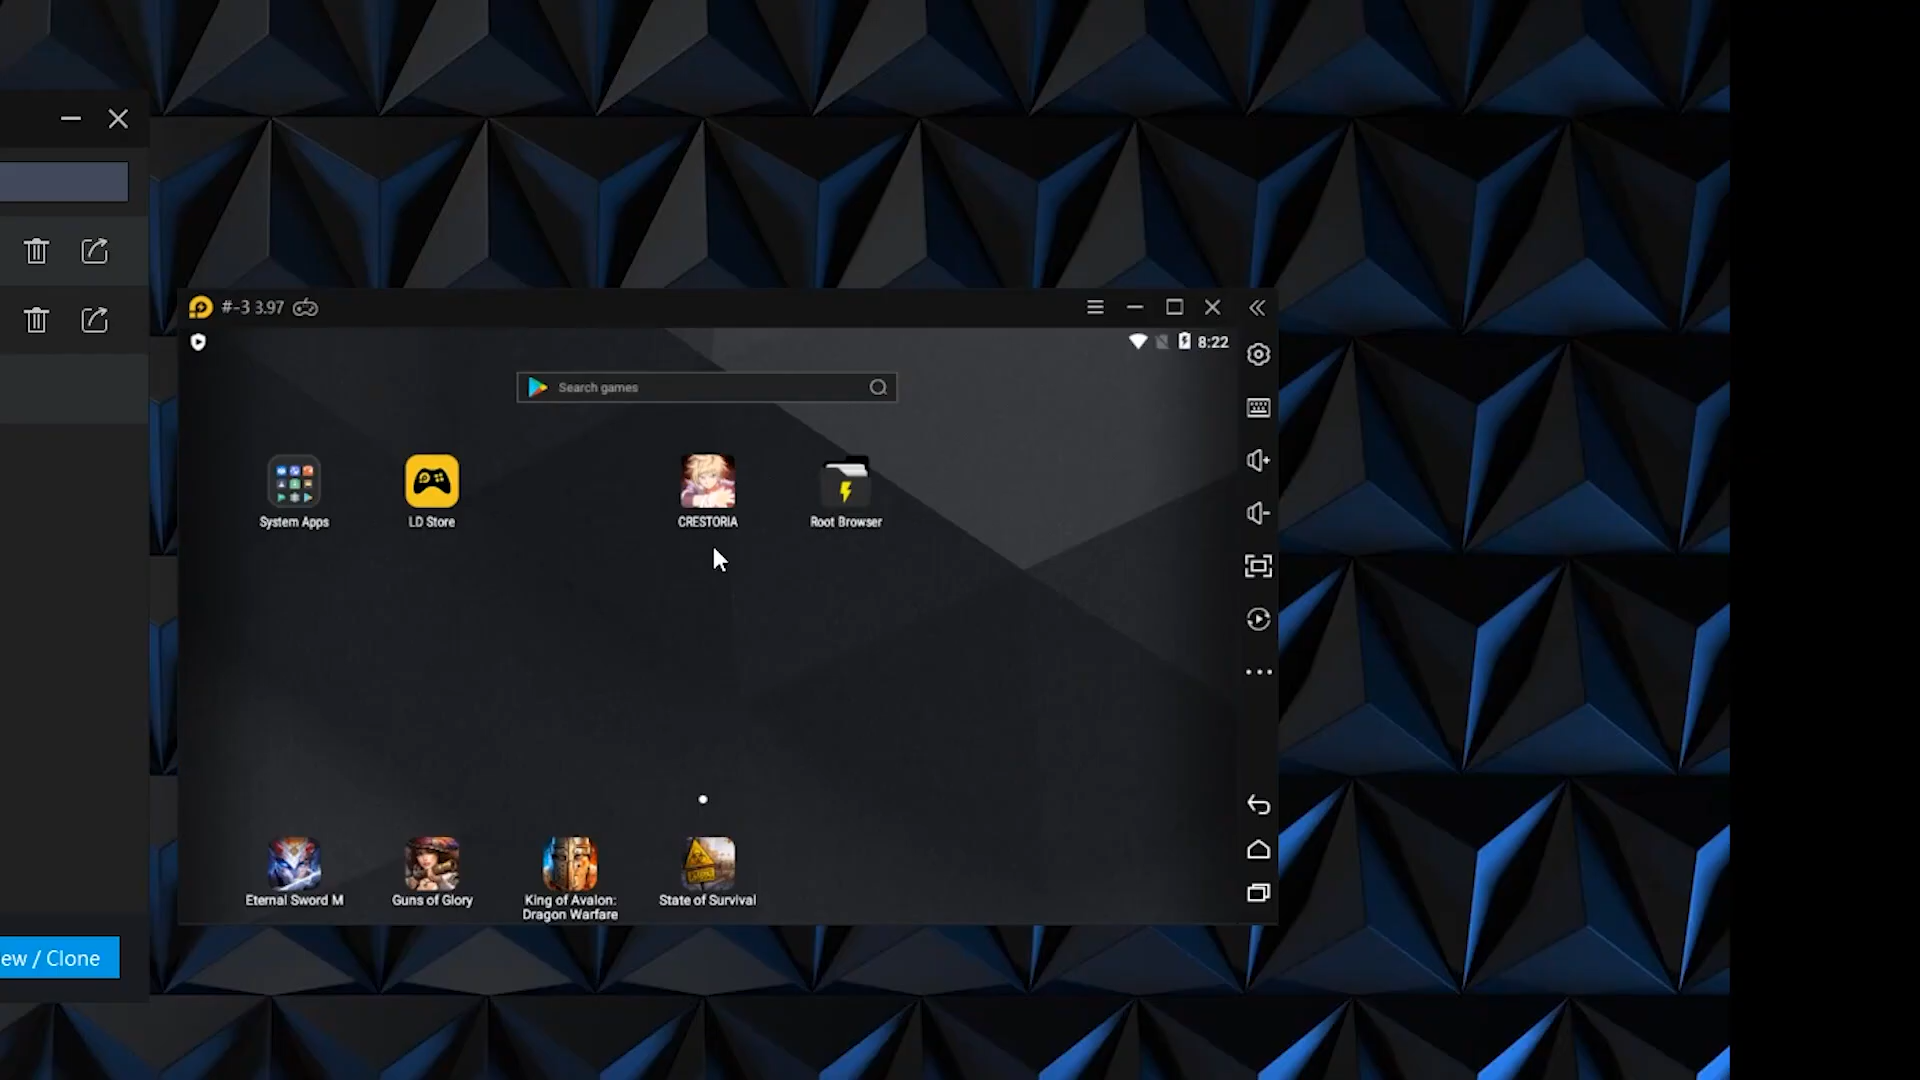 #-3 3.97
8:22
Search games
System Apps
LD Store
CRESTORIA
Root Browser
Eternal Sword M
Guns of Glory
King of Avalon:
Dragon Warfare
State of Survival
ew / Clone